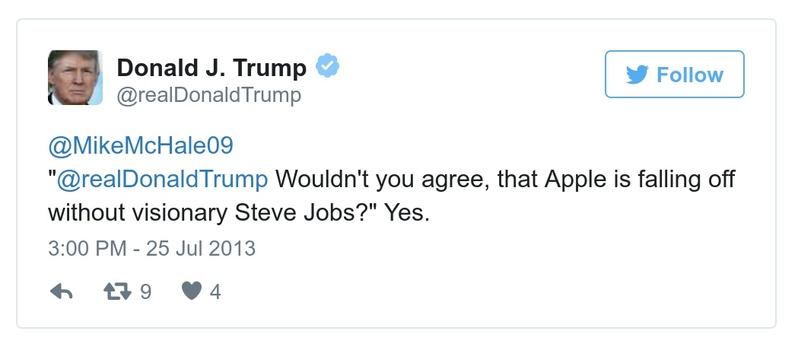 Donald J. Trump
@realDonaldTrump
Follow
@MikeMcHale09
"@realDonaldTrump Wouldn't you agree, that Apple is falling off
without visionary Steve Jobs?" Yes.
3:00 PM - 25 Jul 2013
9 4